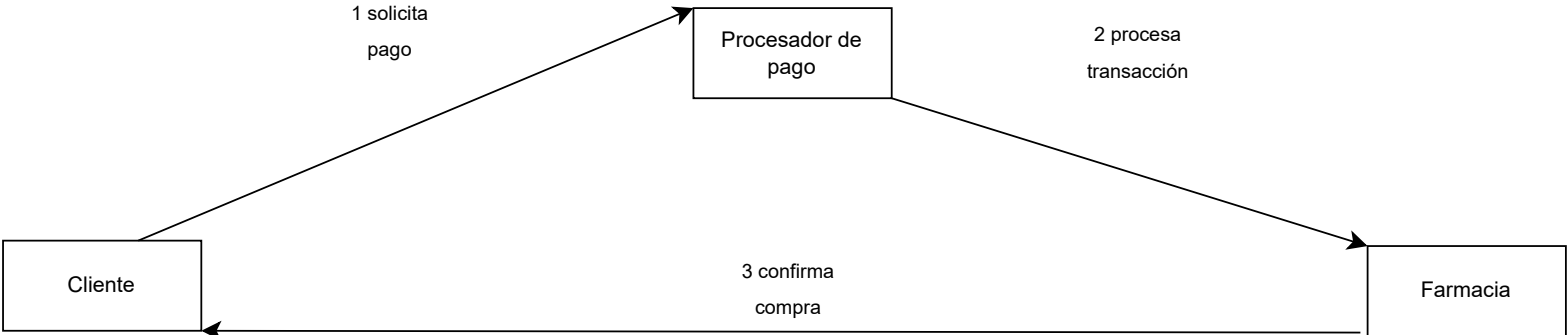 1 solicita
pago
Procesador de
pago
2 procesa
transacción
Cliente
3 confirma
compra
Farmacia